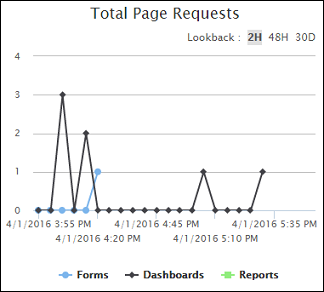 Total Page Requests
Lookback : 2H 48H 30D
4
3
2
1
0
4/1/2016 3:55 PM 4/1/2016 4:45 PM 4/1/2016 5:35 PM
4/1/2016 4:20 PM 4/1/2016 5:10 PM
Forms Dashboards Reports